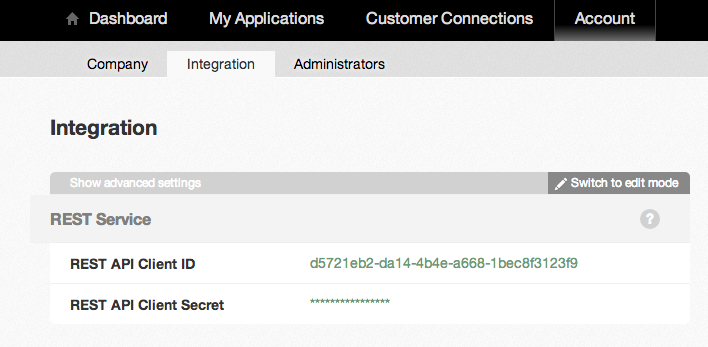 Dashboard My Applications Customer Connections Account
Company Integration Administrators
Integration
Show advanced settings Switch to edit mode
REST Service ?
REST API Client ID d5721eb2-da14-4b4e-a668-1bec8f3123f9
REST API Client Secret ****************